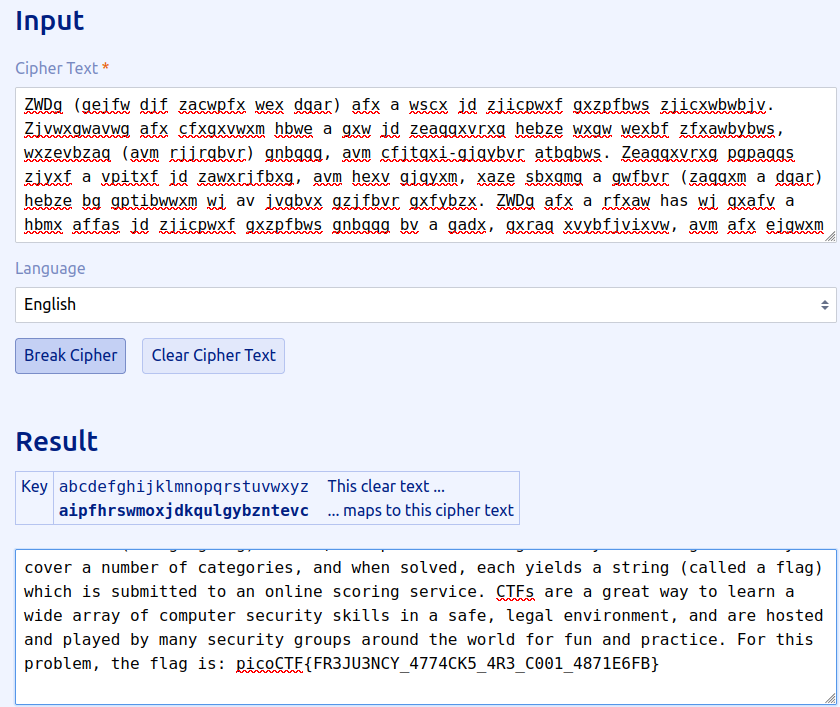 Input
Cipher Text *
ZWDg (gejfw djf zacwpfx wex dqar) afx a wscx jd zjicpwxf gxzpfbws zjicxwbwbjv.
Zjvwxgwavwg afx cfxgxvwxm hbwe a gxw jd zeaqqxvrxg hebze wxgw wexbf zfxawbybws,
wxzevbzaq (avm rjjrqbvr) gnbqqg, avm cfjtqxi-gjqybvr atbqbws. Zeaqqxvrxg pgpaqqs
zjyxf a vpitxf jd zawxrjfbxg, avm hexv gjqyxm, xaze sbxqmg a gwfbvr (zaqqxm a dqar)
hebze bg gptibwwxm wj av jvqbvx gzjfbvr gxfybzx. ZWDg afx a rfxaw has wj qxafv a
hbmx affas jd zjicpwxf gxzpfbws gnbqqg bv a gadx, qxraq xvybfjvixvw, avm afx ejgwxm
Language
English
Break Cipher Clear Cipher Text
Result
Key abcdefghijklmnopqrstuvwxyz This clear text ...
aipfhrswmoxjdkqulgybzntevc ... maps to this cipher text
cover a number of categories, and when solved, each yields a string (called a flag)
which is submitted to an online scoring service. CTFs are a great way to learn a
wide array of computer security skills in a safe, legal environment, and are hosted
and played by many security groups around the world for fun and practice. For this
problem, the flag is: picoCTF{FR3JU3NCY_4774CK5_4R3_C001_4871E6FB}